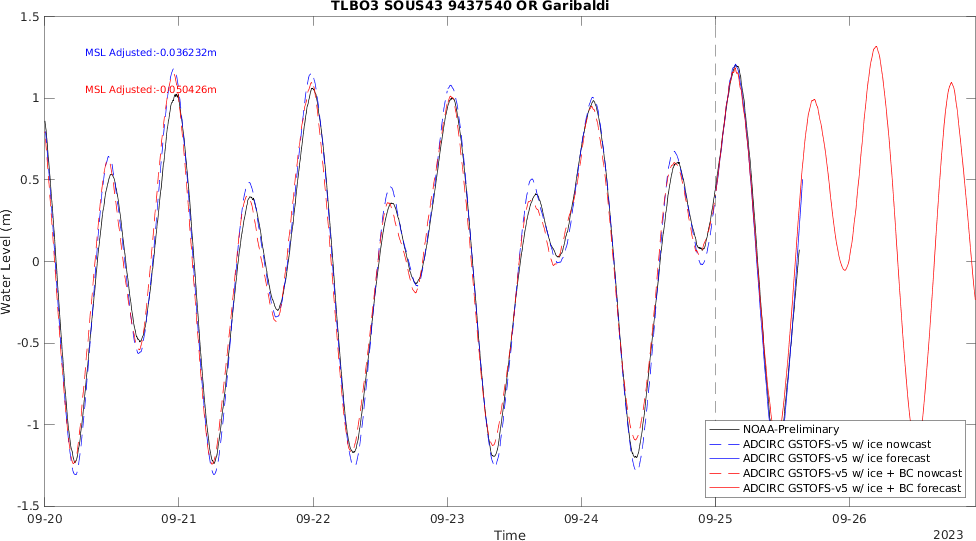 TLBO3 SOUS43 9437540 OR Garibaldi
1.5
MSL Adjusted:-0.036232m
MSL Adjusted:-0.050426m
1
0.5
0
-0.5
-1
-1.5
Water Level (m)
NOAA-Preliminary
ADCIRC GSTOFS-v5 w/ ice nowcast
ADCIRC GSTOFS-v5 w/ ice forecast
ADCIRC GSTOFS-v5 w/ ice + BC nowcast
ADCIRC GSTOFS-v5 w/ ice + BC forecast
09-20 09-21 09-22 09-23 09-24 09-25 09-26
Time
2023